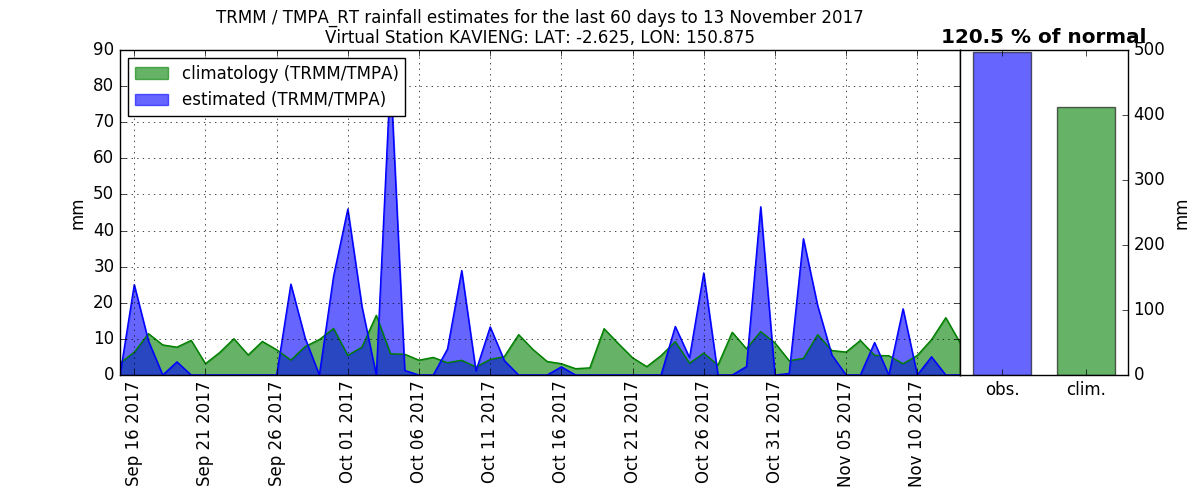 TRMM / TMPA_RT rainfall estimates for the last 60 days to 13 November 2017
Virtual Station KAVIENG: LAT: -2.625, LON: 150.875
120.5 % of normal
climatology (TRMM/TMPA)
estimated (TRMM/TMPA)
90
80
70
60
50
40
30
20
10
0
mm
Sep 16 2017
Sep 21 2017
Sep 26 2017
Oct 01 2017
Oct 06 2017
Oct 11 2017
Oct 16 2017
Oct 21 2017
Oct 26 2017
Oct 31 2017
Nov 05 2017
Nov 10 2017
500
400
300
200
100
0
mm
obs.
clim.